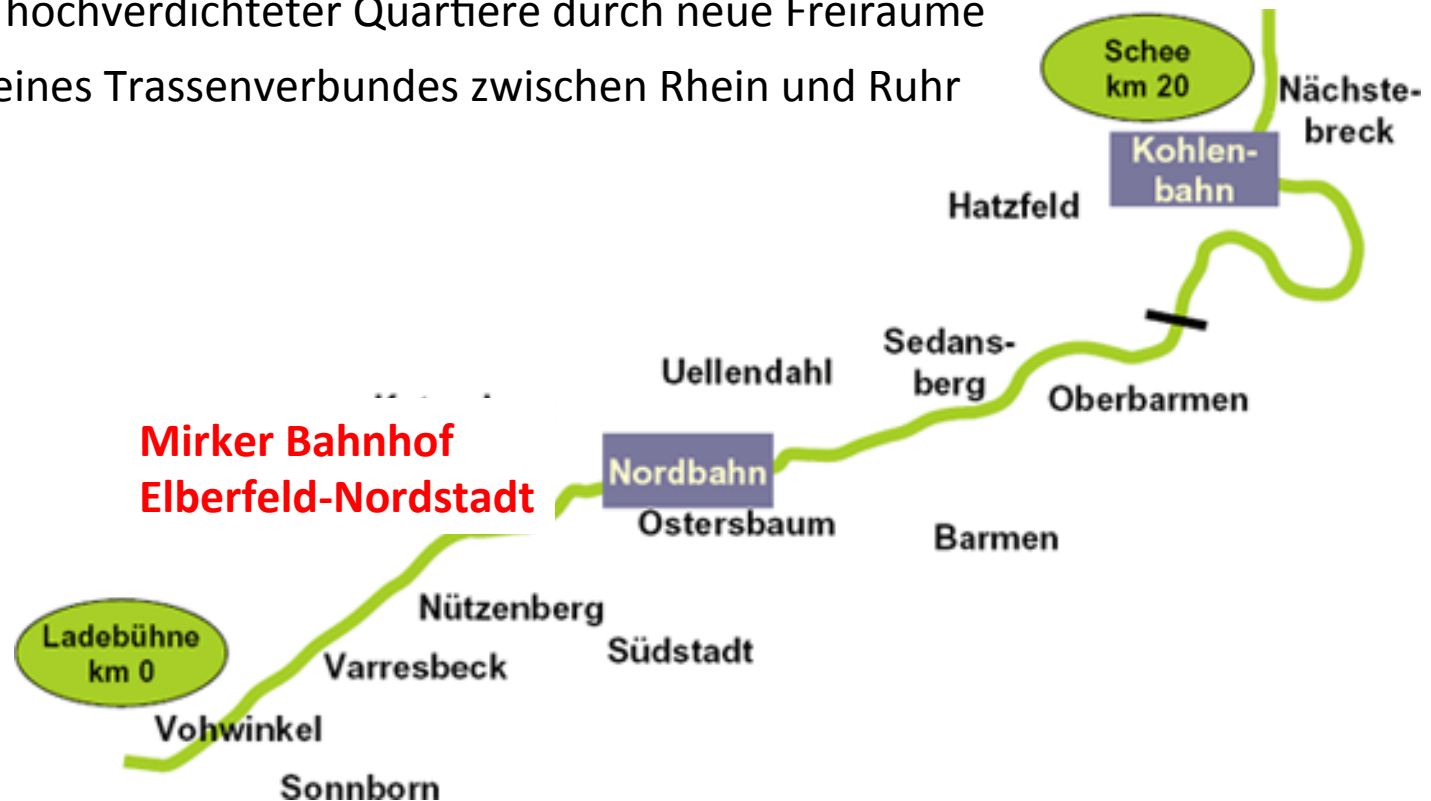 hochverdichteter Quartiere durch neue Freiräume
eines Trassenverbundes zwischen Rhein und Ruhr
Schee
km 20
Nächste-
breck
Kohlen-
bahn
Hatzfeld
Sedans-
berg
Uellendahl
Oberbarmen
Mirker Bahnhof
Elberfeld-Nordstadt
Nordbahn
Ostersbaum
Barmen
Nützenberg
Ladebühne
km 0
Südstadt
Varresbeck
Vohwinkel
Sonnborn